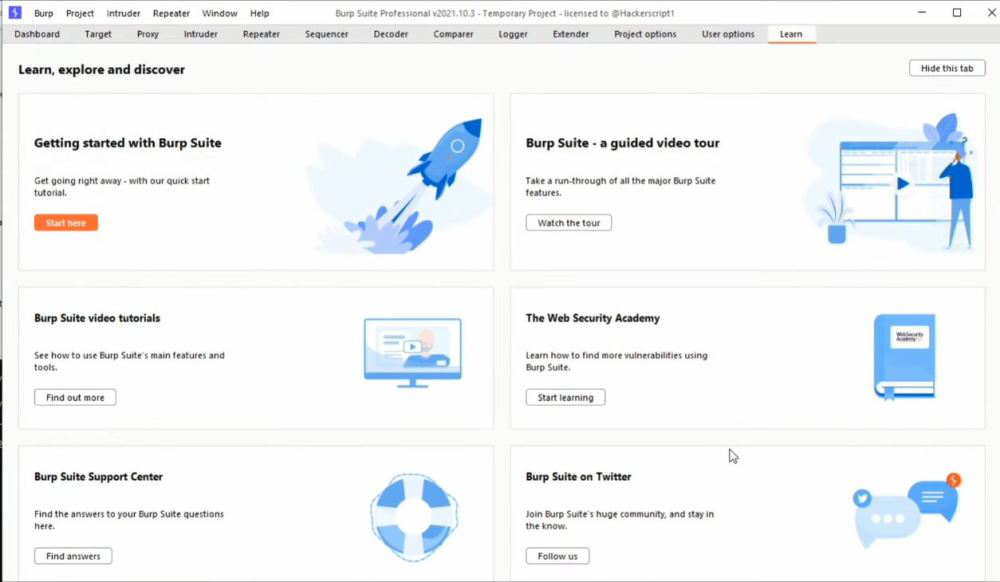 Burp Project Intruder Repeater Window Help
Burp Suite Professional v2021.10.3 - Temporary Project - licensed to @Hackerscript1
Dashboard Target Proxy Intruder Repeater Sequencer Decoder Comparer Logger Extender Project options User options Learn
Learn, explore and discover
Hide this tab
Getting started with Burp Suite
Get going right away - with our quick start
tutorial.
Start here
Burp Suite - a guided video tour
Take a run-through of all the major Burp Suite
features.
Watch the tour
Burp Suite video tutorials
See how to use Burp Suite's main features and
tools.
Find out more
The Web Security Academy
Learn how to find more vulnerabilities using
Burp Suite.
Start learning
WebSecurity
Academy
Burp Suite Support Center
Find the answers to your Burp Suite questions
here.
Find answers
Burp Suite on Twitter
Join Burp Suite's huge community, and stay in
the know.
Follow us